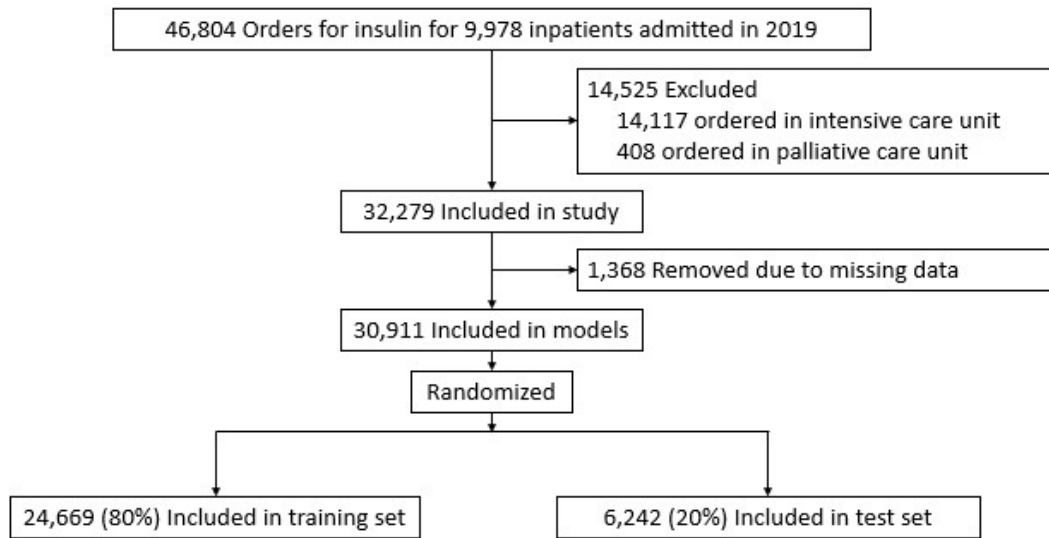 46,804 Orders for insulin for 9,978 inpatients admitted in 2019
14,525 Excluded
14,117 ordered in intensive care unit
408 ordered in palliative care unit
32,279 Included in study
1,368 Removed due to missing data
30,911 Included in models
Randomized
24,669 (80%) Included in training set
6,242 (20%) Included in test set